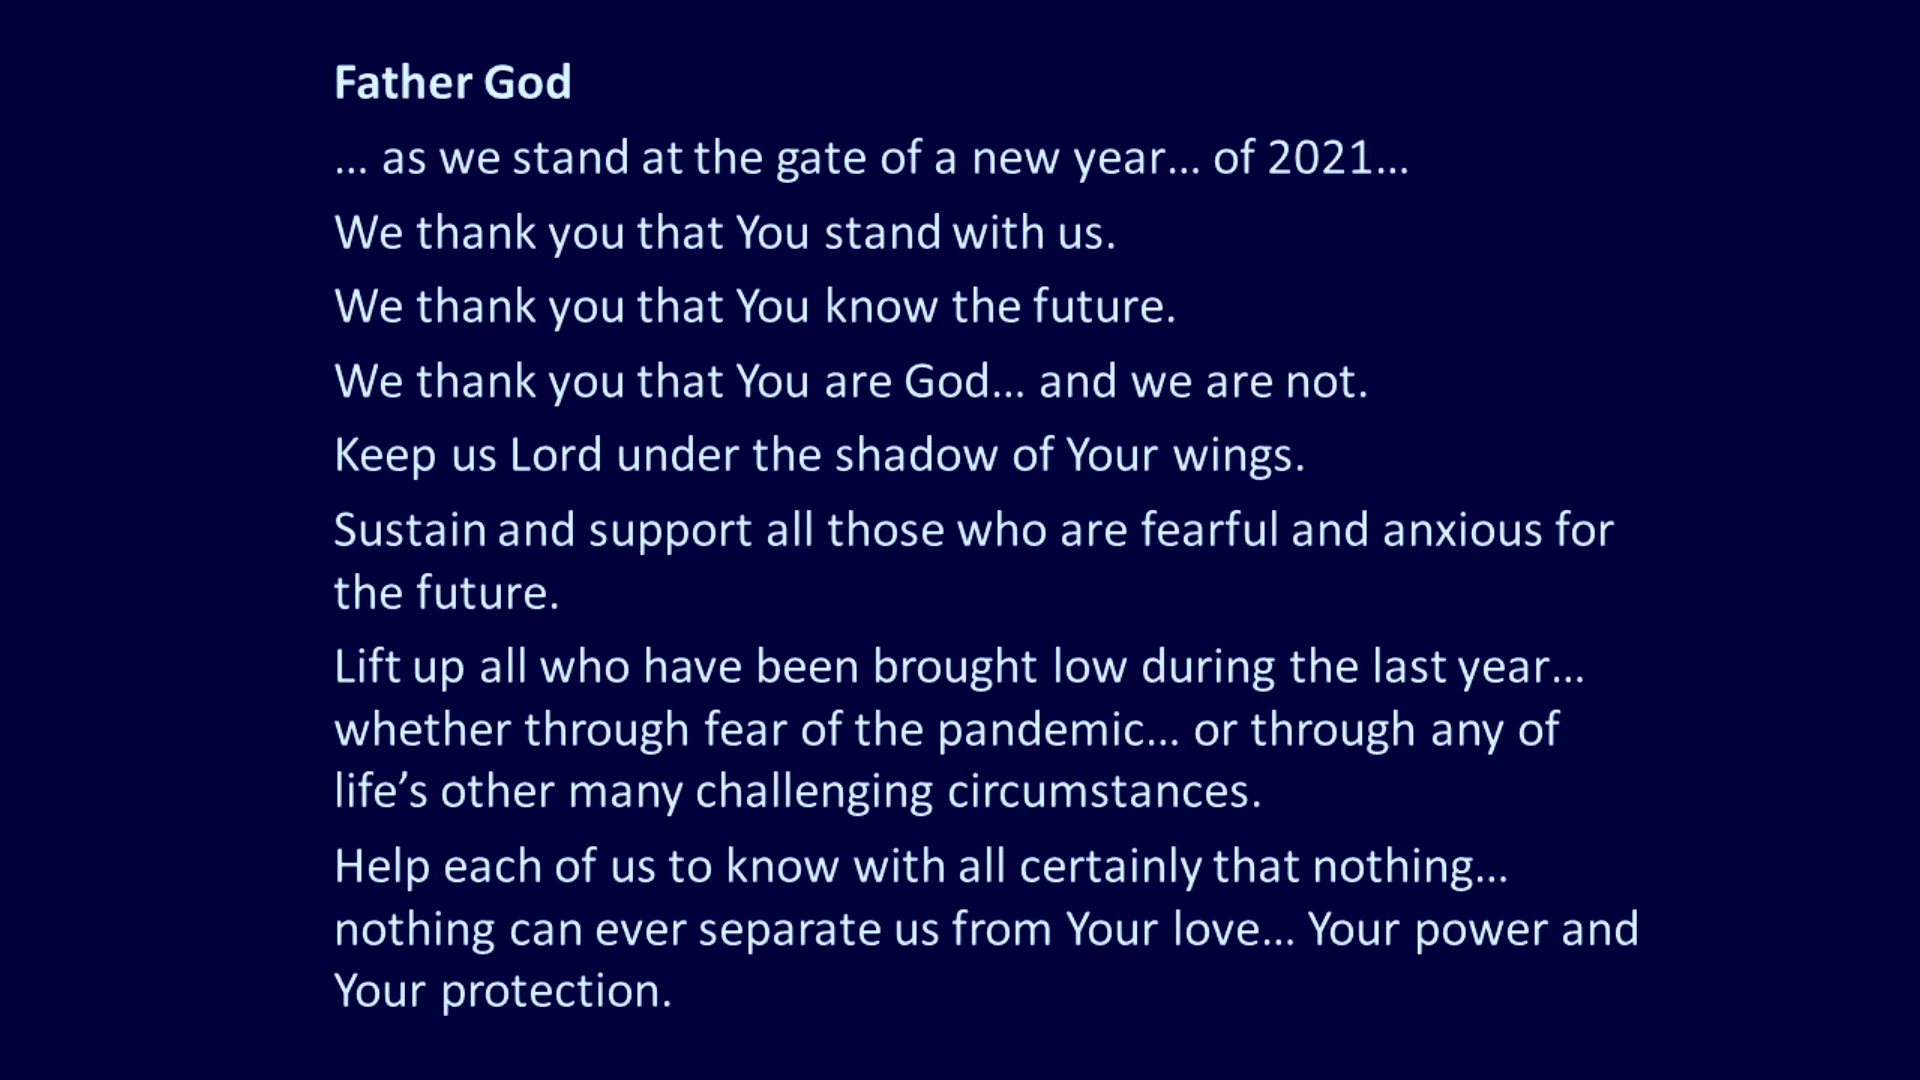 Father God
… as we stand at the gate of a new year… of 2021…
We thank you that You stand with us.
We thank you that You know the future.
We thank you that You are God… and we are not.
Keep us Lord under the shadow of Your wings.
Sustain and support all those who are fearful and anxious for
the future.
Lift up all who have been brought low during the last year…
whether through fear of the pandemic… or through any of
life’s other many challenging circumstances.
Help each of us to know with all certainly that nothing…
nothing can ever separate us from Your love… Your power and
Your protection.